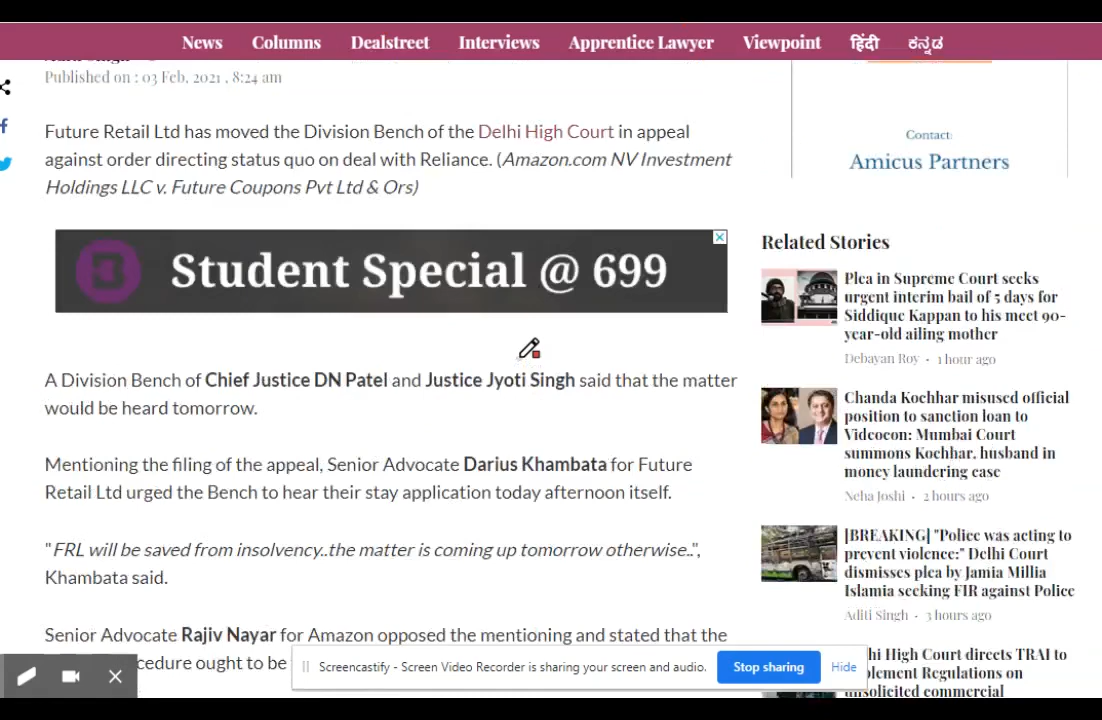 News Columns Dealstreet Interviews Apprentice Lawyer Viewpoint हिंदी ಕನ್ನಡ
Published on : 03 Feb, 2021 , 8:24 am
Future Retail Ltd has moved the Division Bench of the Delhi High Court in appeal
against order directing status quo on deal with Reliance. (Amazon.com NV Investment
Holdings LLC v. Future Coupons Pvt Ltd & Ors)
Student Special @ 699
A Division Bench of Chief Justice DN Patel and Justice Jyoti Singh said that the matter
would be heard tomorrow.
Mentioning the filing of the appeal, Senior Advocate Darius Khambata for Future
Retail Ltd urged the Bench to hear their stay application today afternoon itself.
"FRL will be saved from insolvency..the matter is coming up tomorrow otherwise..",
Khambata said.
Senior Advocate Rajiv Nayar for Amazon opposed the mentioning and stated that the
cedure ought to be
Contact:
Amicus Partners
Related Stories
Plea in Supreme Court seeks
urgent interim bail of 5 days for
Siddique Kappan to his meet 90-
year-old ailing mother
Debayan Roy · 1 hour ago
Chanda Kochhar misused official
position to sanction loan to
Videocon: Mumbai Court
summons Kochhar, husband in
money laundering case
Neha Joshi · 2 hours ago
[BREAKING] "Police was acting to
prevent violence:" Delhi Court
dismisses plea by Jamia Millia
Islamia seeking FIR against Police
Aditi Singh · 3 hours ago
lhi High Court directs TRAI to
plement Regulations on
unsolicited commercial
Screencastify - Screen Video Recorder is sharing your screen and audio. Stop sharing Hide